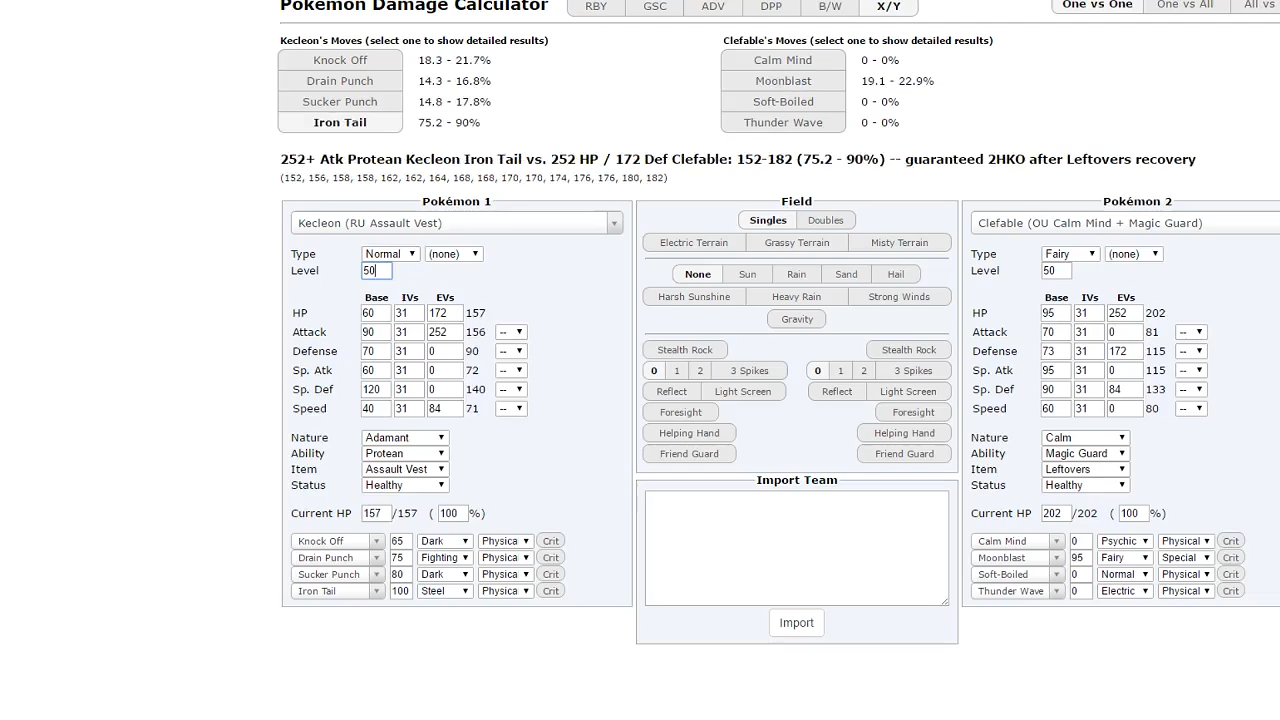 Pokémon Damage Calculator RBY GSC ADV DPP B/W X/Y One vs One One vs All All vs
Kecleon's Moves (select one to show detailed results) Clefable's Moves (select one to show detailed results)
Knock Off 18.3 - 21.7% Calm Mind 0 - 0%
Drain Punch 14.3 - 16.8% Moonblast 19.1 - 22.9%
Sucker Punch 14.8 - 17.8% Soft-Boiled 0 - 0%
Iron Tail 75.2 - 90% Thunder Wave 0 - 0%
252+ Atk Protean Kecleon Iron Tail vs. 252 HP / 172 Def Clefable: 152-182 (75.2 - 90%) -- guaranteed 2HKO after Leftovers recovery
(152, 156, 158, 158, 162, 162, 164, 168, 168, 170, 170, 174, 176, 176, 180, 182)
Pokémon 1
Kecleon (RU Assault Vest)
Type Normal (none)
Level 50
Base IVs EVs
HP 60 31 172 157
Attack 90 31 252 156 --
Defense 70 31 0 90 --
Sp. Atk 60 31 0 72 --
Sp. Def 120 31 0 140 --
Speed 40 31 84 71 --
Nature Adamant
Ability Protean
Item Assault Vest
Status Healthy
Current HP 157 /157 ( 100 %)
Knock Off 65 Dark Physica Crit
Drain Punch 75 Fighting Physica Crit
Sucker Punch 80 Dark Physica Crit
Iron Tail 100 Steel Physica Crit
Field
Singles Doubles
Electric Terrain Grassy Terrain Misty Terrain
None Sun Rain Sand Hail
Harsh Sunshine Heavy Rain Strong Winds
Gravity
Stealth Rock Stealth Rock
0 1 2 3 Spikes 0 1 2 3 Spikes
Reflect Light Screen Reflect Light Screen
Foresight Foresight
Helping Hand Helping Hand
Friend Guard Friend Guard
Import Team
Import
Pokémon 2
Clefable (OU Calm Mind + Magic Guard)
Type Fairy (none)
Level 50
Base IVs EVs
HP 95 31 252 202
Attack 70 31 0 81 --
Defense 73 31 172 115 --
Sp. Atk 95 31 0 115 --
Sp. Def 90 31 84 133 --
Speed 60 31 0 80 --
Nature Calm
Ability Magic Guard
Item Leftovers
Status Healthy
Current HP 202 /202 ( 100 %)
Calm Mind 0 Psychic Physical Crit
Moonblast 95 Fairy Special Crit
Soft-Boiled 0 Normal Physical Crit
Thunder Wave 0 Electric Physical Crit